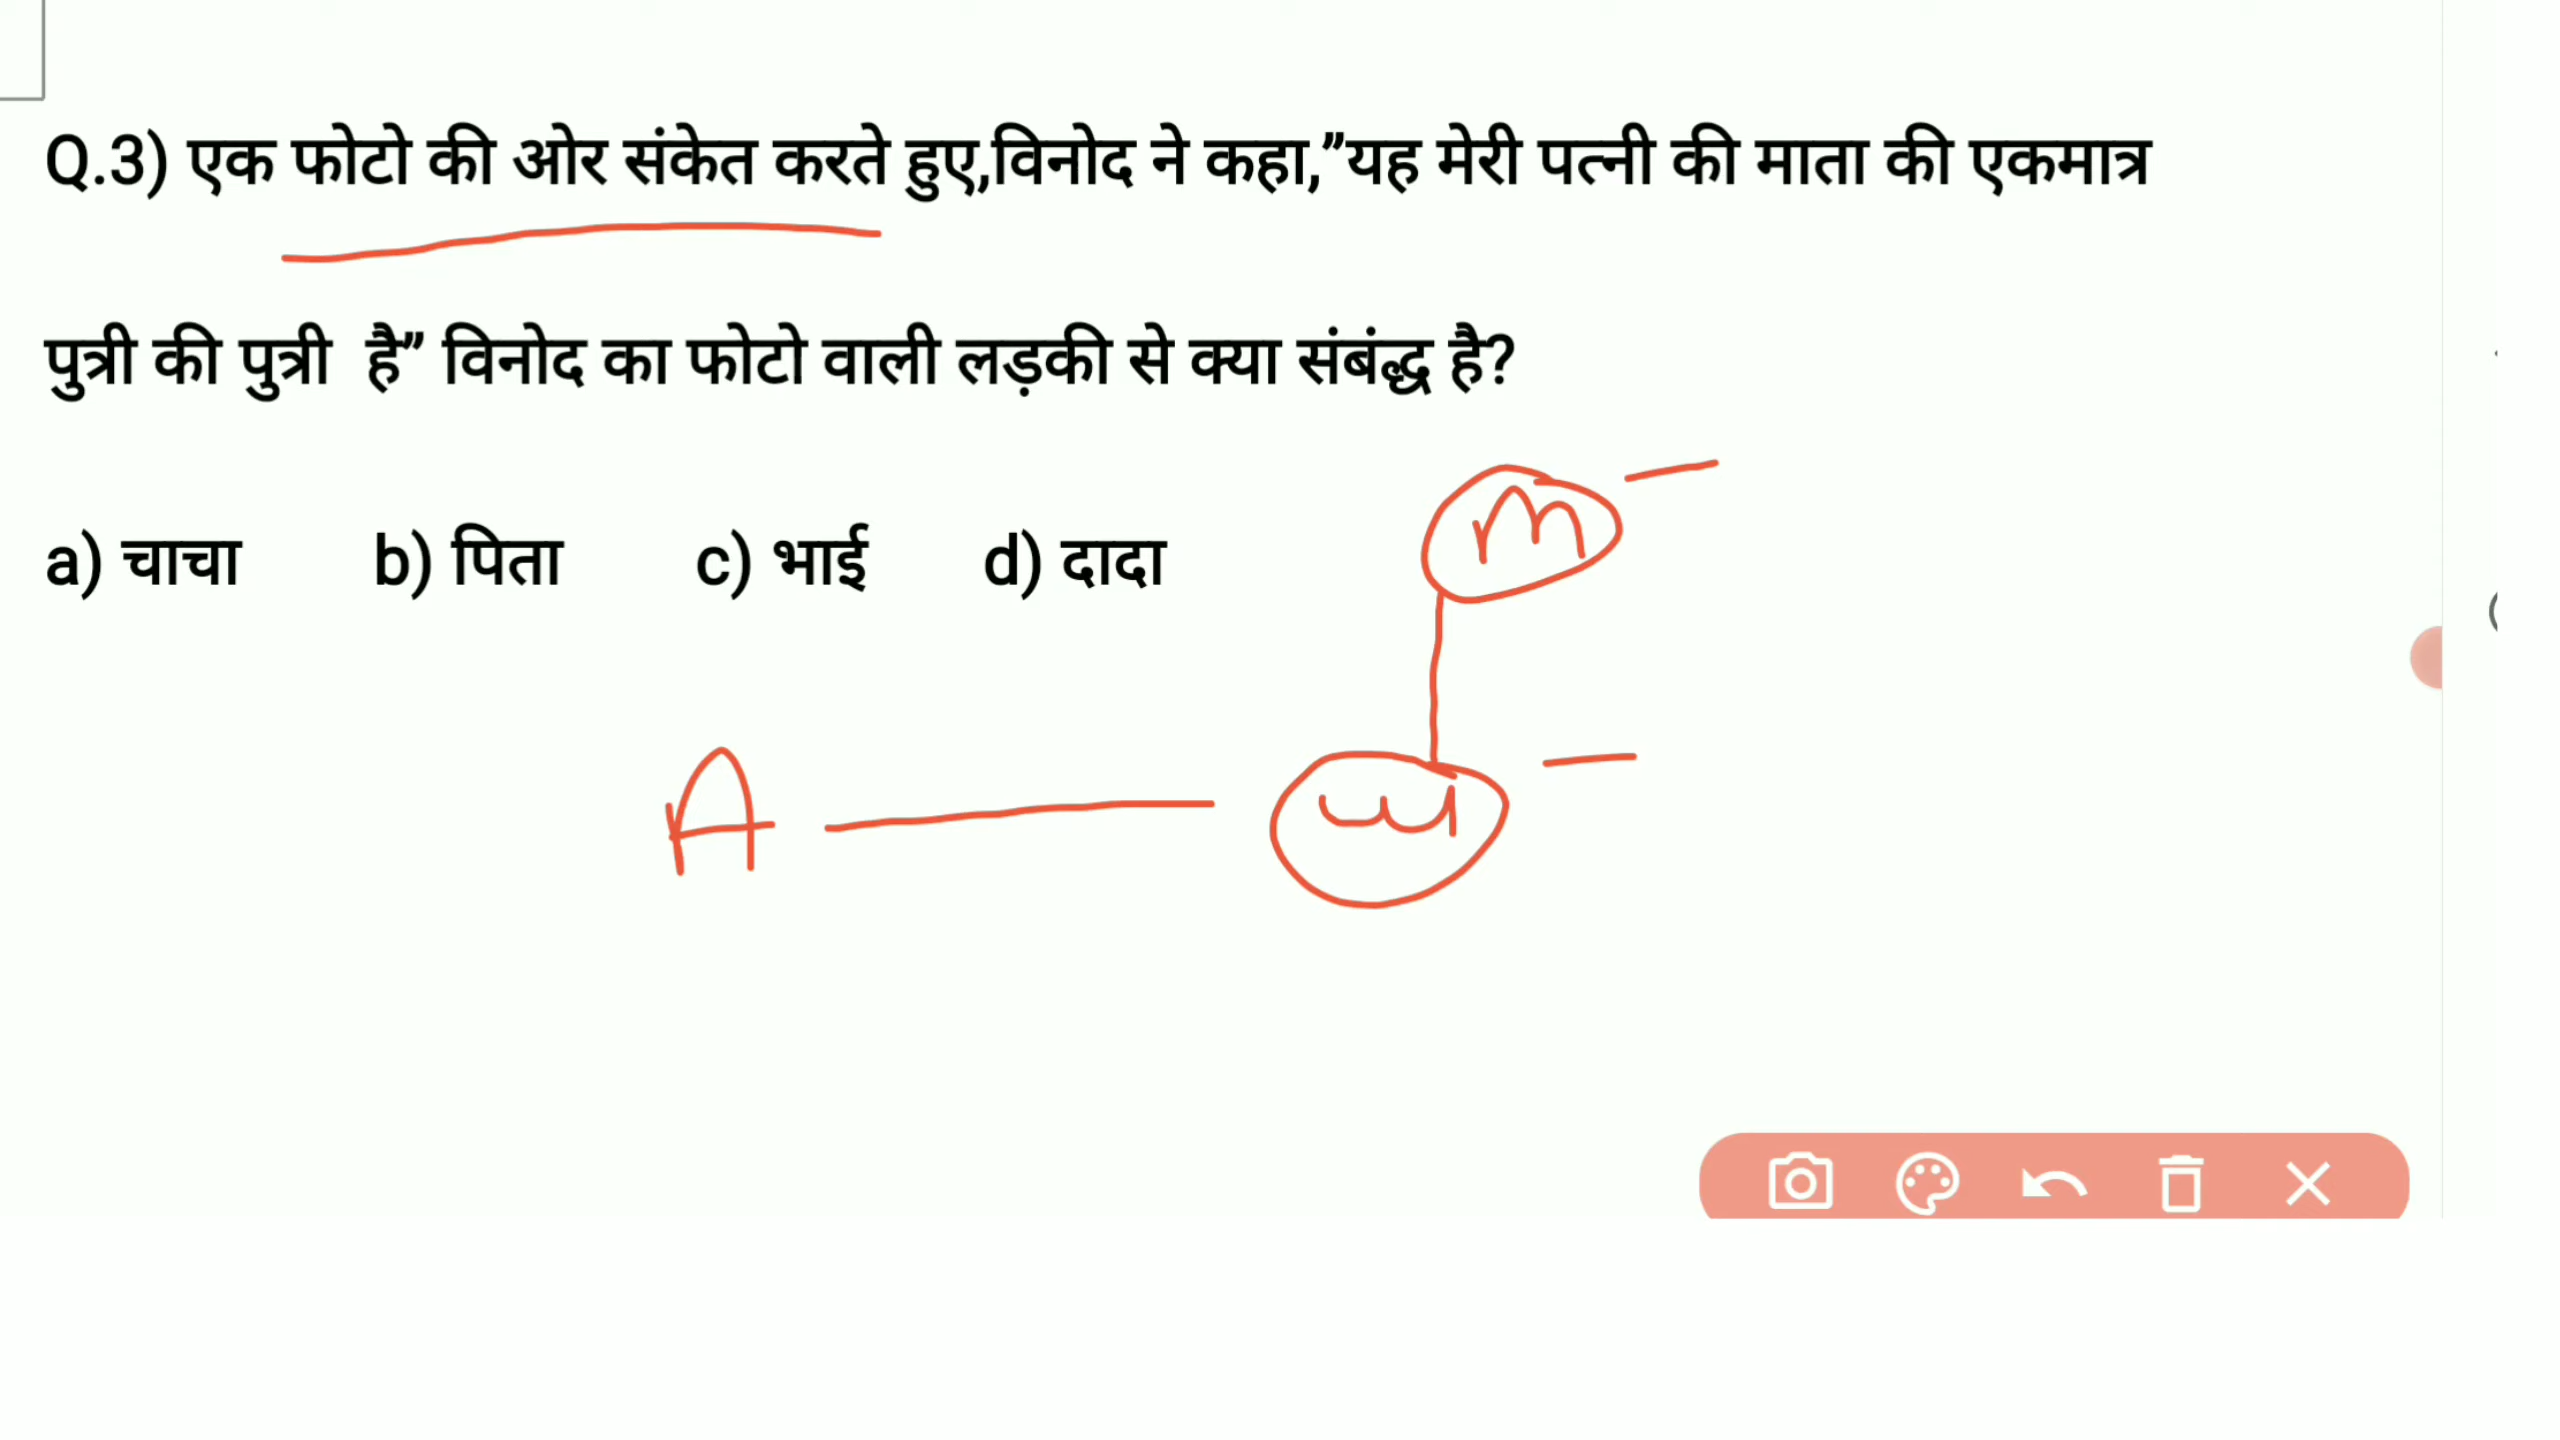 Q.3) एक फोटो की ओर संकेत करते हुए,विनोद ने कहा,”यह मेरी पत्नी की माता की एकमात्र
पुत्री की पुत्री है” विनोद का फोटो वाली लड़की से क्या संबंद्ध है?
a) चाचा b) पिता c) भाई d) दादा
m
A ω